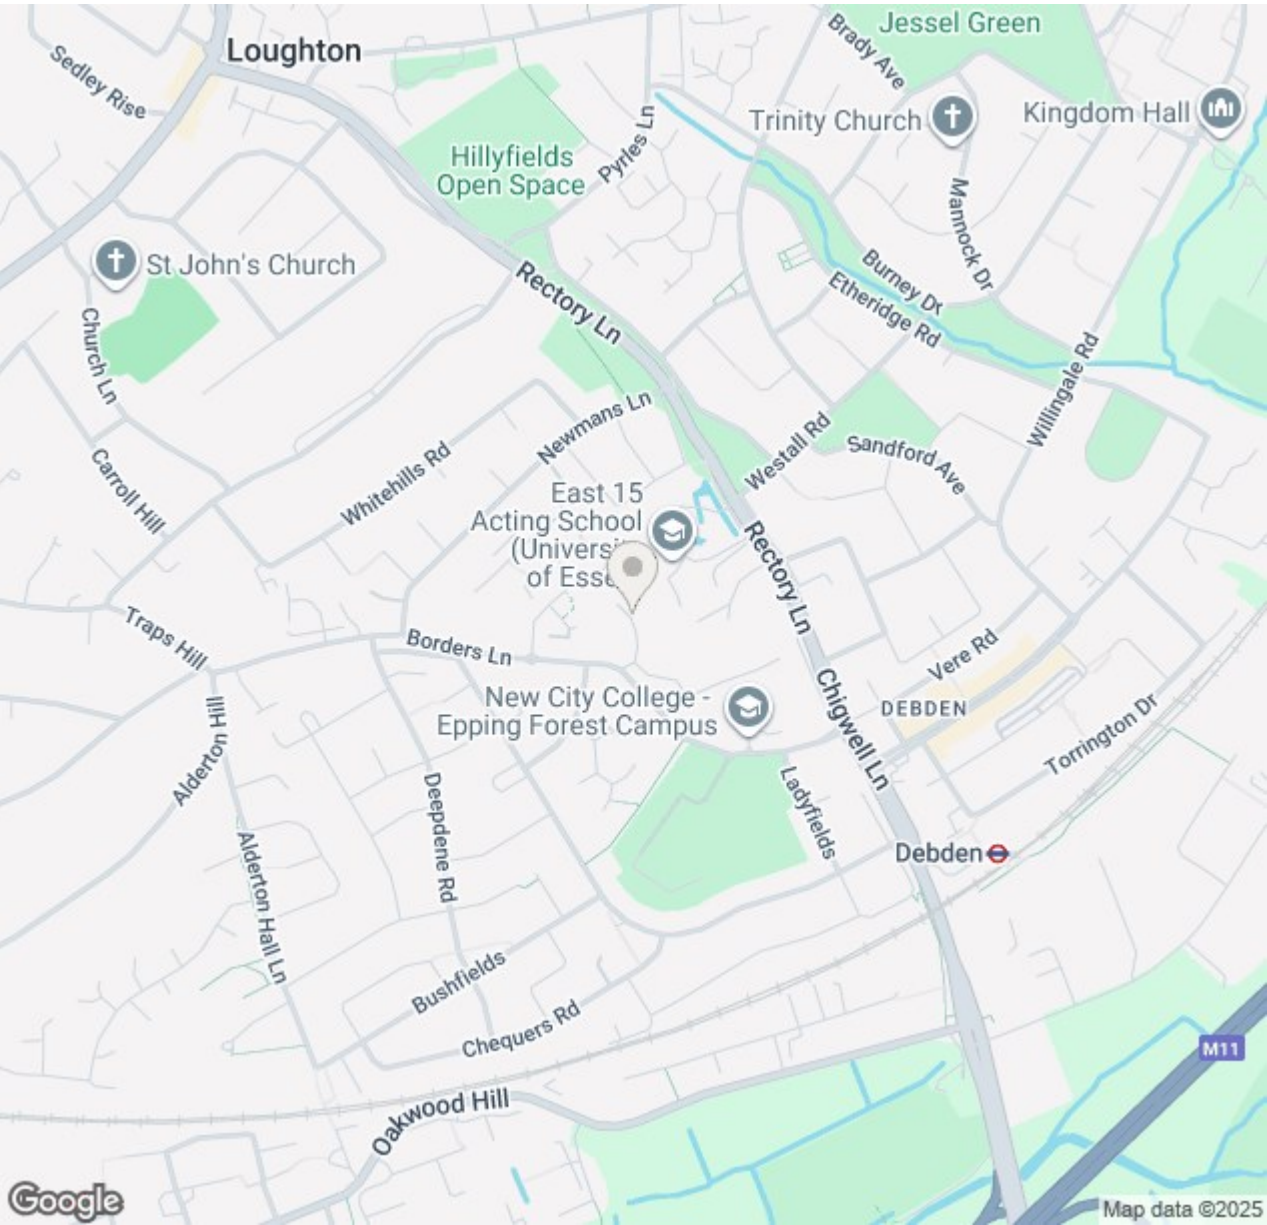 Jessel Green
Brady Ave
Loughton
Sedley Rise
Trinity Church
Kingdom Hall
Pyrles Ln
Hillyfields
Open Space
Mannock Dr
St John's Church
Rectory Ln
Burney Dr
Etheridge Rd
Church Ln
Willingale Rd
Newmans Ln
Westall Rd
Sandford Ave
Carroll Hill
Whitehills Rd
East 15
Acting School
of
Rectory Ln
Traps Hill
Borders Ln
Vere Rd
Chigwell Ln
New City College -
Epping Forest Campus
DEBDEN
Alderton Hill
Torrington Dr
Deepdene Rd
Ladyfields
Alderton Hall Ln
Debden
Bushfields
Chequers Rd
M11
Oakwood Hill
Google
Map data ©2025